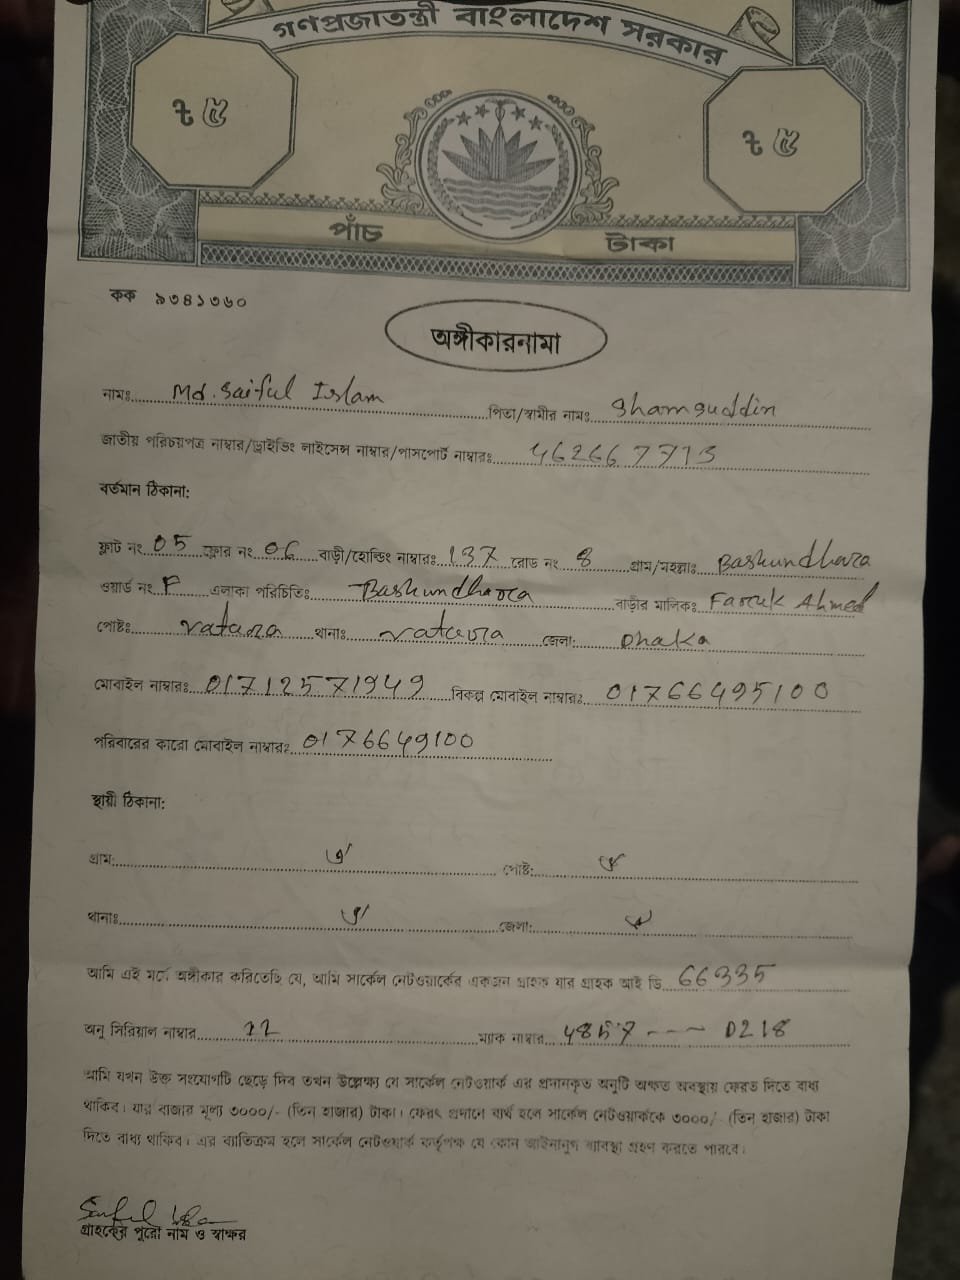 গণপ্রজাতন্ত্রী বাংলাদেশ সরকার
৳ ৫ ৳ ৫
পাঁচ টাকা
কক ৯৩৪১৩৬০
অঙ্গীকারনামা
নামঃ Md. Saiful Islam পিতা/স্বামীর নামঃ Shamsuddin
জাতীয় পরিচয়পত্র নাম্বার/ড্রাইভিং লাইসেন্স নাম্বার/পাসপোর্ট নাম্বারঃ 4626677713
বর্তমান ঠিকানা:
ফ্লাট নং 05 ফ্লোর নং 06 বাড়ী/হোল্ডিং নাম্বারঃ 137 রোড নং 8 গ্রাম/মহল্লাঃ Bashundhara
ওয়ার্ড নং F এলাকা পরিচিতিঃ Bashundhara বাড়ীর মালিকঃ Faruk Ahmed
পোষ্টঃ Vatara থানাঃ Vatara জেলা: Dhaka
মোবাইল নাম্বারঃ 01712571949 বিকল্প মোবাইল নাম্বারঃ 01766495100
পরিবারের কারো মোবাইল নাম্বারঃ 0176649100
স্থায়ী ঠিকানা:
গ্রাম: পোষ্ট:
থানাঃ জেলা:
আমি এই মর্মে অঙ্গীকার করিতেছি যে, আমি সার্কেল নেটওয়ার্কের একজন গ্রাহক যার গ্রাহক আই ডি 66335
অনু সিরিয়াল নাম্বার 12 ম্যাক নাম্বার 4857 --- D218
আমি যখন উক্ত সংযোগটি ছেড়ে দিব তখন উল্লেখ্য যে সার্কেল নেটওয়ার্ক এর প্রদানকৃত অনুটি অক্ষত অবস্থায় ফেরত দিতে বাধ্য
থাকিব। যার বাজার মূল্য ৩০০০/- (তিন হাজার) টাকা। ফেরৎ প্রদানে ব্যর্থ হলে সার্কেল নেটওয়ার্ককে ৩০০০/- (তিন হাজার) টাকা
দিতে বাধ্য থাকিব। এর ব্যতিক্রম হলে সার্কেল নেটওয়ার্ক কর্তৃপক্ষ যে কোন আইনানুগ ব্যবস্থা গ্রহণ করতে পারবে।
Saiful Islam
গ্রাহকের পুরো নাম ও স্বাক্ষর